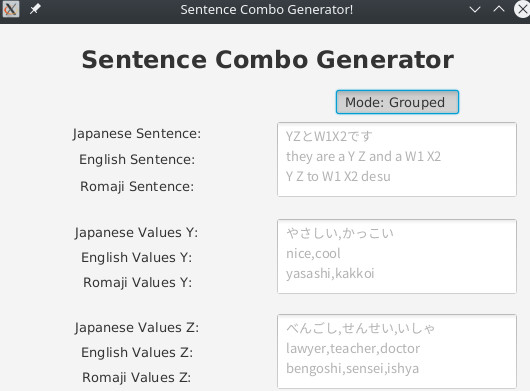 Sentence Combo Generator!
Sentence Combo Generator
Mode: Grouped
Japanese Sentence:
YZとW1X2です
English Sentence:
they are a Y Z and a W1 X2
Romaji Sentence:
Y Z to W1 X2 desu
Japanese Values Y:
やさしい,かっこい
English Values Y:
nice,cool
Romaji Values Y:
yasashi,kakkoi
Japanese Values Z:
べんごし,せんせい,いしゃ
English Values Z:
lawyer,teacher,doctor
Romaji Values Z:
bengoshi,sensei,ishya